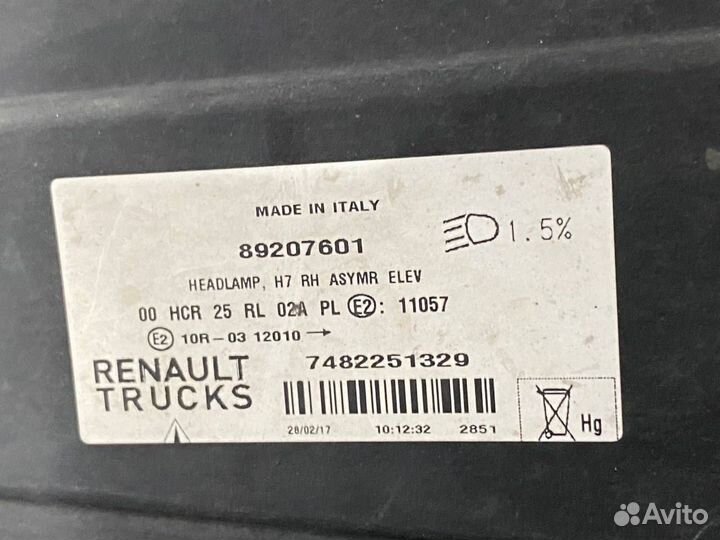 MADE IN ITALY
89207601
1.5%
HEADLAMP, H7 RH ASYMR ELEV
00 HCR 25 RL 02A PL E2: 11057
E2 10R-03 12010 →
RENAULT
TRUCKS
7482251329
28/02/17 10:12:32 2851
Hg
Avito